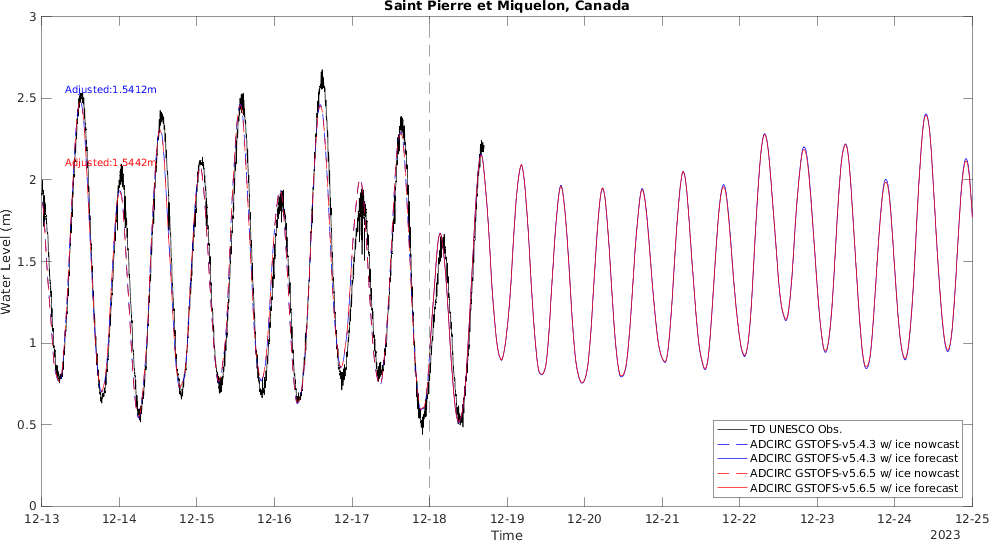 Saint Pierre et Miquelon, Canada
3
2.5
2
1.5
1
0.5
0
Water Level (m)
Adjusted:1.5412m
Adjusted:1.5442m
TD UNESCO Obs.
ADCIRC GSTOFS-v5.4.3 w/ ice nowcast
ADCIRC GSTOFS-v5.4.3 w/ ice forecast
ADCIRC GSTOFS-v5.6.5 w/ ice nowcast
ADCIRC GSTOFS-v5.6.5 w/ ice forecast
12-13 12-14 12-15 12-16 12-17 12-18 12-19 12-20 12-21 12-22 12-23 12-24 12-25
Time
2023